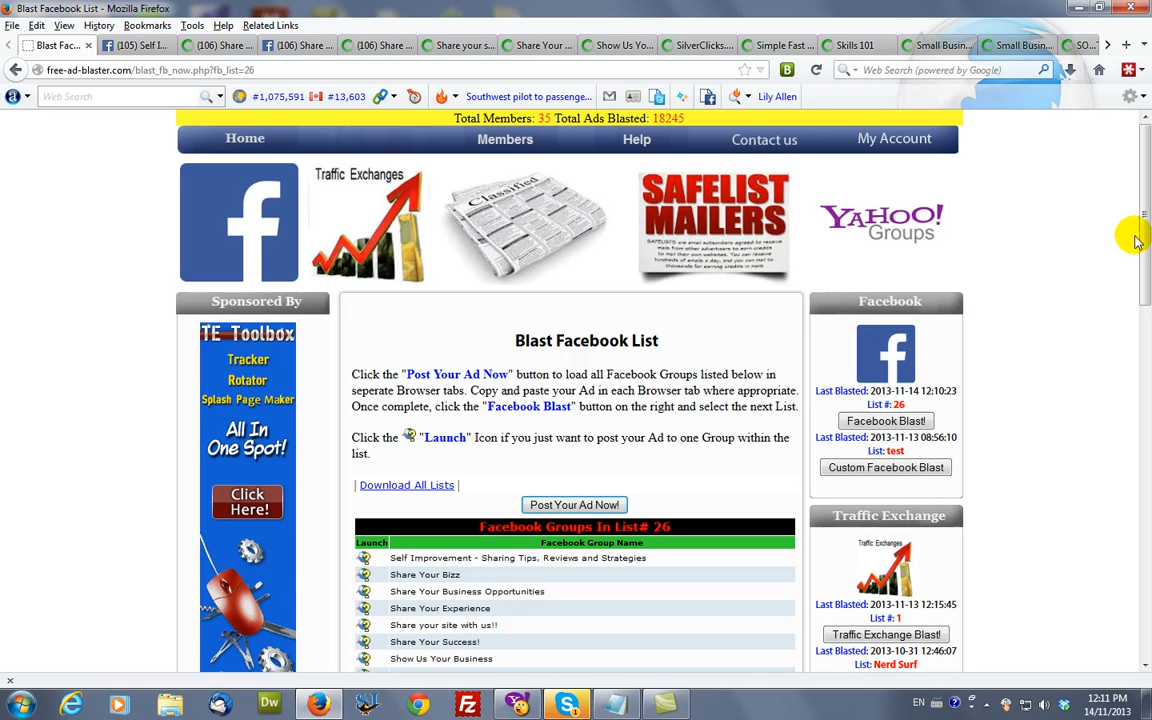 Blast Facebook List - Mozilla Firefox
File Edit View History Bookmarks Tools Help Related Links
Blast Fac... (105) Self I... (106) Share ... (106) Share ... (106) Share ... Share your s... Share Your ... Show Us Yo... SilverClicks.... Simple Fast ... Skills 101 Small Busin... Small Busin... SO...
free-ad-blaster.com/blast_fb_now.php?fb_list=26
Web Search (powered by Google)
Web Search #1,075,591 #13,603 Southwest pilot to passenge... Lily Allen
Total Members: 35 Total Ads Blasted: 18245
Home Members Help Contact us My Account
Traffic Exchanges
Classified
SAFELIST
MAILERS
YAHOO!
Groups
Sponsored By
TE Toolbox
Tracker
Rotator
Splash Page Maker
All In
One Spot!
Click
Here!
Blast Facebook List
Click the "Post Your Ad Now" button to load all Facebook Groups listed below in
seperate Browser tabs. Copy and paste your Ad in each Browser tab where appropriate.
Once complete, click the "Facebook Blast" button on the right and select the next List.
Click the "Launch" Icon if you just want to post your Ad to one Group within the
list.
| Download All Lists |
Post Your Ad Now!
Facebook Groups In List# 26
Launch Facebook Group Name
Self Improvement - Sharing Tips, Reviews and Strategies
Share Your Bizz
Share Your Business Opportunities
Share Your Experience
Share your site with us!!
Share Your Success!
Show Us Your Business
Facebook
Last Blasted: 2013-11-14 12:10:23
List #: 26
Facebook Blast!
Last Blasted: 2013-11-13 08:56:10
List: test
Custom Facebook Blast
Traffic Exchange
Traffic Exchanges
Last Blasted: 2013-11-13 12:15:45
List #: 1
Traffic Exchange Blast!
Last Blasted: 2013-10-31 12:46:07
List: Nerd Surf
EN
12:11 PM
14/11/2013